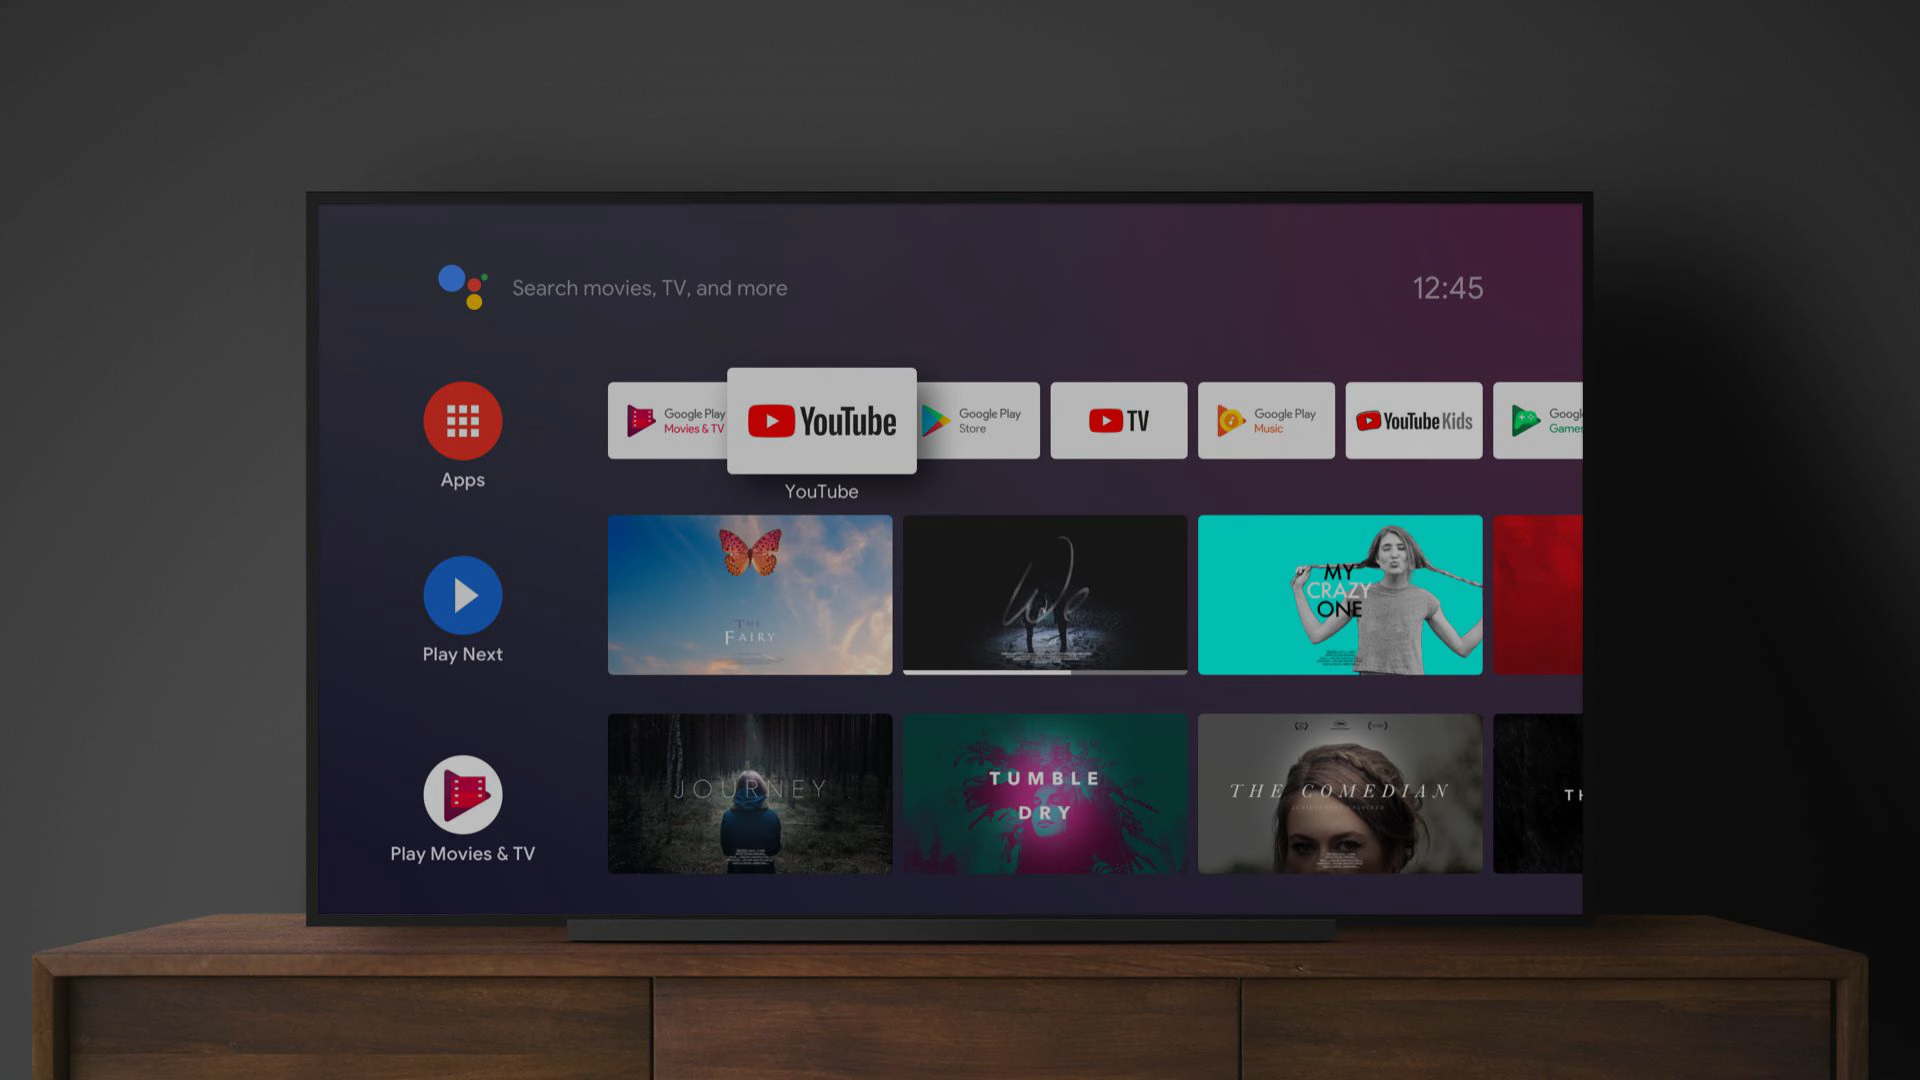 Search movies, TV, and more
12:45
Google Play
Movies & TV
YouTube
Google Play
Store
TV
Google Play
Music
YouTube Kids
Apps
YouTube
THE
FAIRY
We
MY
CRAZY
ONE
Play Next
JOURNEY
TUMBLE
DRY
THE COMEDIAN
Play Movies & TV